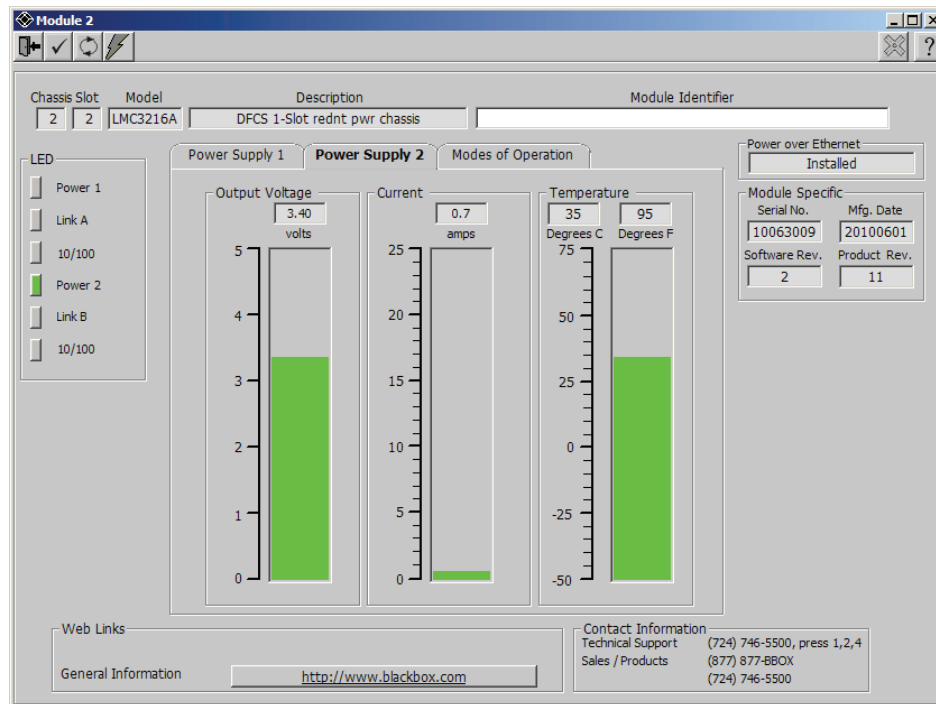 Module 2
?
Chassis Slot Model Description Module Identifier
2 2 LMC3216A DFCS 1-Slot rednt pwr chassis
LED
Power 1
Link A
10/100
Power 2
Link B
10/100
Power Supply 1 Power Supply 2 Modes of Operation
Output Voltage
3.40
volts
5
4
3
2
1
0
Current
0.7
amps
25
20
15
10
5
0
Temperature
35 95
Degrees C Degrees F
75
50
25
0
-25
-50
Power over Ethernet
Installed
Module Specific
Serial No. Mfg. Date
10063009 20100601
Software Rev. Product Rev.
2 11
Web Links
General Information http://www.blackbox.com
Contact Information
Technical Support (724) 746-5500, press 1,2,4
Sales / Products (877) 877-BBOX
(724) 746-5500